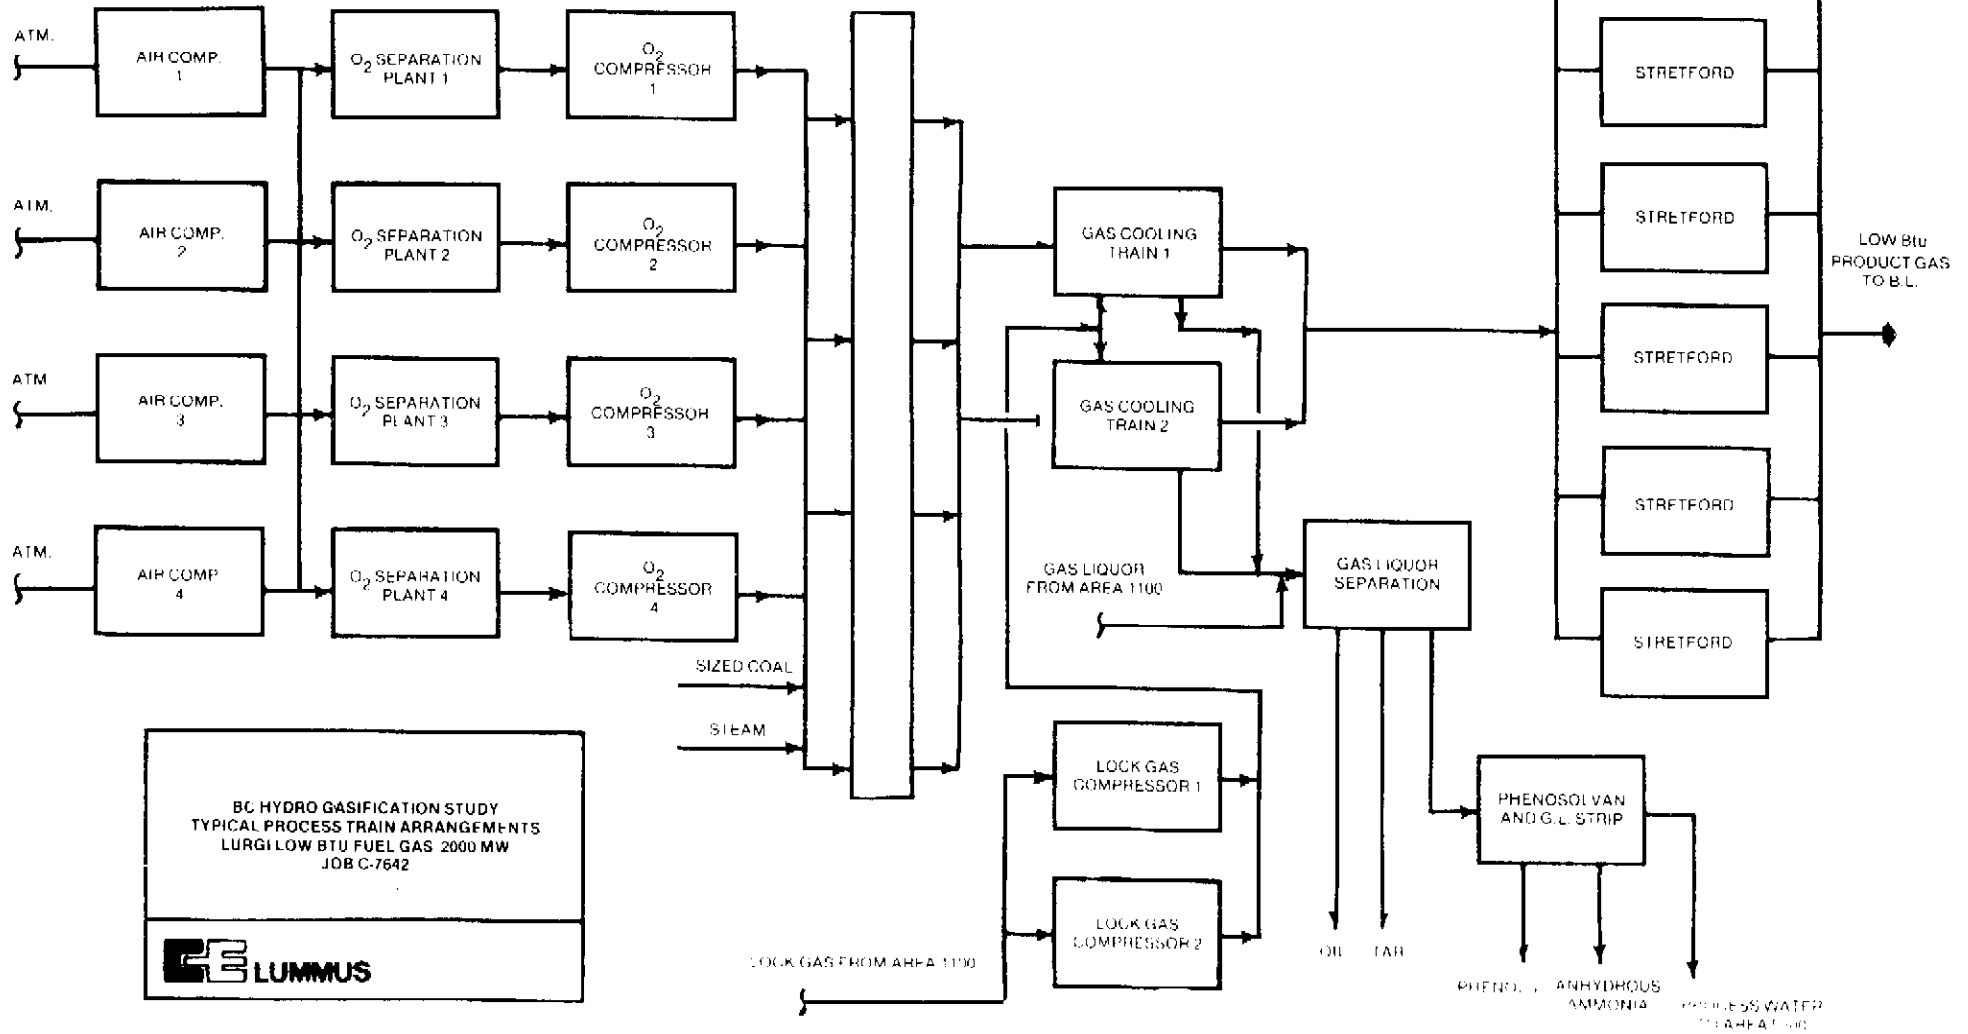 ATM.
AIR COMP.
1
O2 SEPARATION
PLANT 1
O2
COMPRESSOR
1
ATM.
AIR COMP.
2
O2 SEPARATION
PLANT 2
O2
COMPRESSOR
2
ATM
AIR COMP.
3
O2 SEPARATION
PLANT 3
O2
COMPRESSOR
3
ATM.
AIR COMP
4
O2 SEPARATION
PLANT 4
O2
COMPRESSOR
4
SIZED COAL
STEAM
GAS COOLING
TRAIN 1
GAS COOLING
TRAIN 2
GAS LIQUOR
FROM AREA 1100
GAS LIQUOR
SEPARATION
STRETFORD
STRETFORD
STRETFORD
STRETFORD
STRETFORD
LOW Btu
PRODUCT GAS
TO B.L.
LOCK GAS
COMPRESSOR 1
LOCK GAS
COMPRESSOR 2
LOCK GAS FROM AREA 1100
OIL
TAR
PHENOSOLVAN
AND G.L. STRIP
ANHYDROUS
AMMONIA
PROCESS WATER
BC HYDRO GASIFICATION STUDY
TYPICAL PROCESS TRAIN ARRANGEMENTS
LURGI LOW BTU FUEL GAS 2000 MW
JOB C-7642
CE LUMMUS